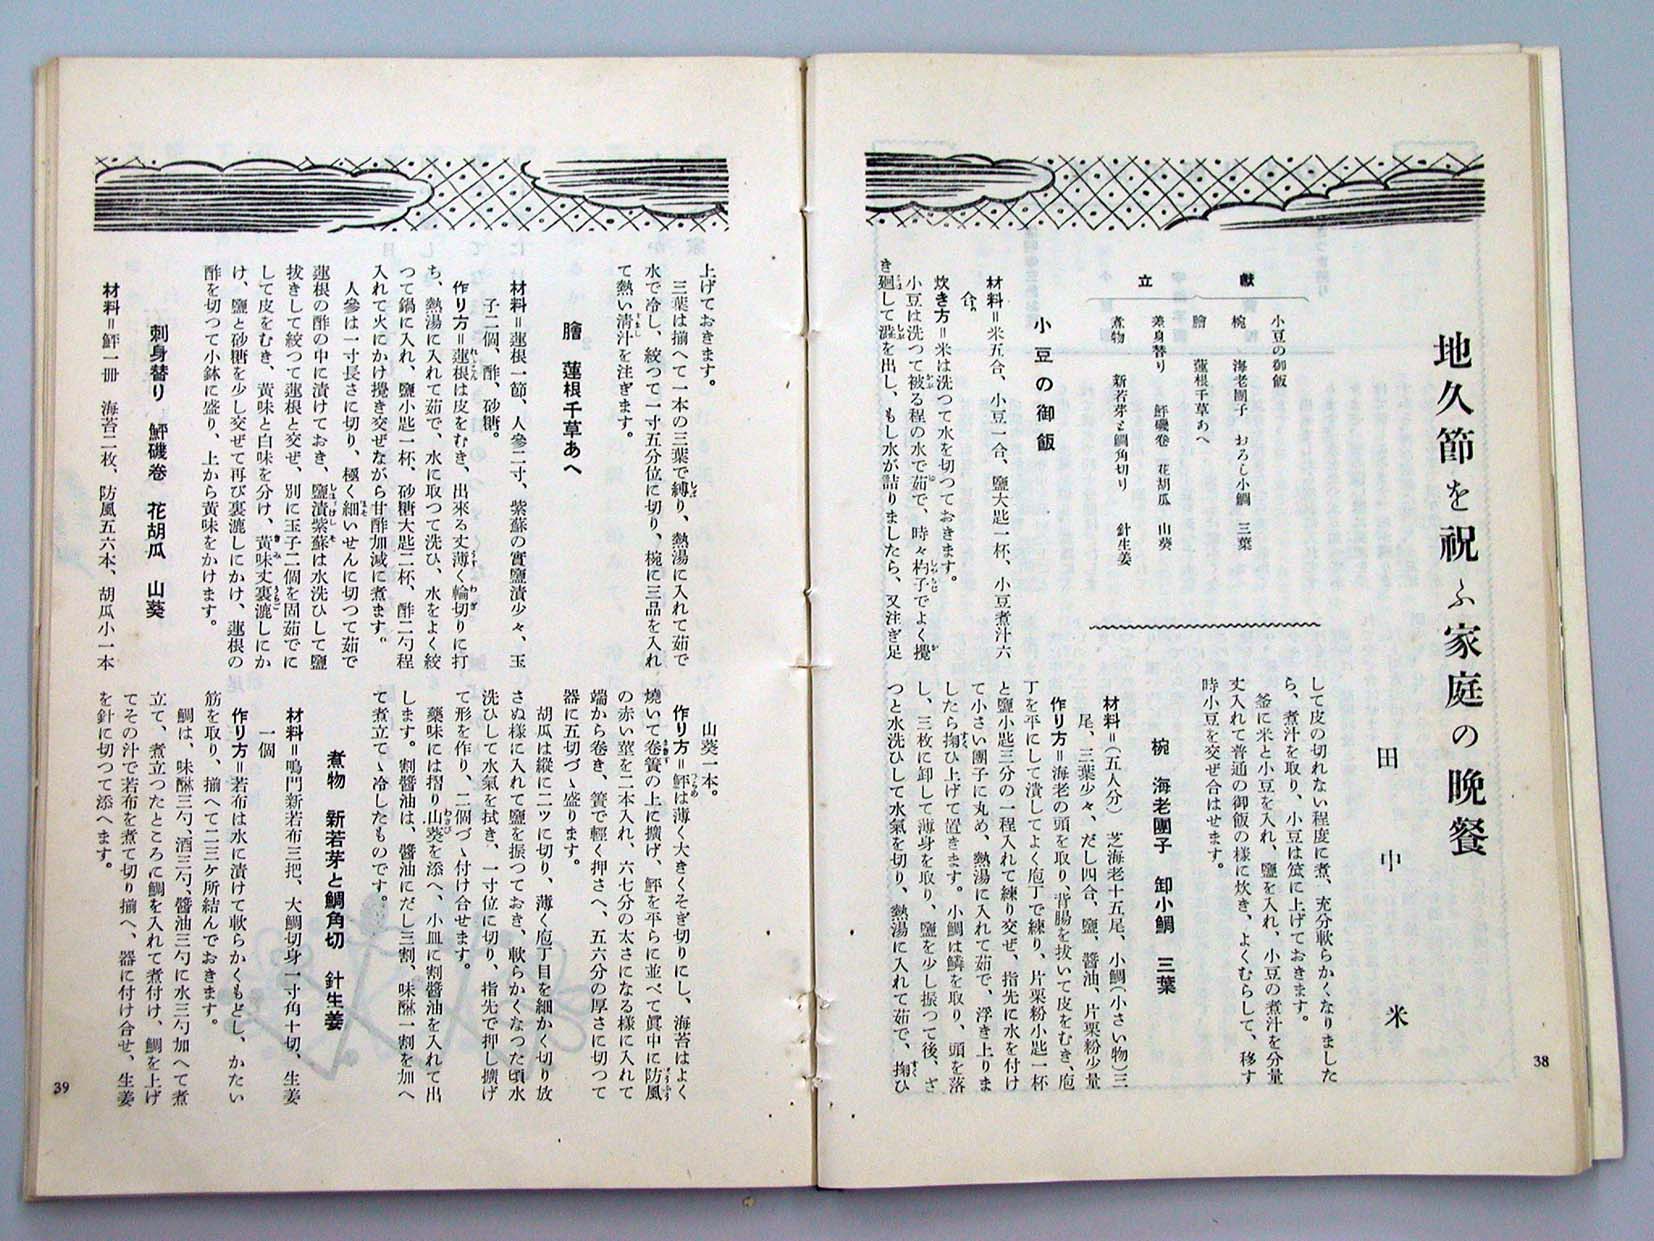 地久節を祝ふ家庭の晩餐
田中米
獻立
小豆の御飯
椀　海老團子　おろし小鯛　三葉
膾　蓮根千草あへ
差身替り　鮃磯卷　花胡瓜　山葵
煮物　新若芽と鯛角切り　針生姜
小豆の御飯
材料＝米五合、小豆一合、鹽大匙一杯、小豆煮汁六
合。
炊き方＝米は洗つて水を切つておきます。
小豆は洗つて被る程の水で茹で、時々杓子でよく攪
き廻して澁を出し、もし水が詰りましたら、又注ぎ足
して皮の切れない程度に煮、充分軟らかくなりました
ら、煮汁を取り、小豆は笊に上げておきます。
釜に米と小豆を入れ、鹽を入れ、小豆の煮汁を分量
丈入れて普通の御飯の樣に炊き、よくむらして、移す
時小豆を交ぜ合はせます。
椀　海老團子　卸小鯛　三葉
材料＝(五人分)　芝海老十五尾、小鯛(小さい物)三
尾、三葉少々、だし四合、鹽、醬油、片栗粉少量
作り方＝海老の頭を取り、背腸を拔いて皮をむき、庖
丁を平にして潰してよく庖丁で練り、片栗粉小匙一杯
と鹽小匙三分の一程入れて練り交ぜ、指先に水を付け
て小さい團子に丸め、熱湯に入れて茹で、浮き上りま
したら掬ひ上げて置きます。小鯛は鱗を取り、頭を落
し、三枚に卸して薄身を取り、鹽を少し振つて後、ざ
つと水洗ひして水氣を切り、熱湯に入れて茹で、掬ひ
38
上げておきます。
三葉は揃へて一本の三葉で縛り、熱湯に入れて茹で
水で冷し、絞つて一寸五分位に切り、椀に三品を入れ
て熱い淸汁を注ぎます。
膾　蓮根千草あへ
材料＝蓮根一節、人參二寸、紫蘇の實鹽漬少々、玉
子二個、酢、砂糖。
作り方＝蓮根は皮をむき、出來る丈薄く輪切りに打
ち、熱湯に入れて茹で、水に取つて洗ひ、水をよく絞
つて鍋に入れ、鹽小匙一杯、砂糖大匙二杯、酢二勺程
入れて火にかけ攪き交ぜながら甘酢加減に煮ます。
人參は一寸長さに切り、極く細いせんに切つて茹で
蓮根の酢の中に漬けておき、鹽漬紫蘇は水洗ひして鹽
拔きして絞つて蓮根と交ぜ、別に玉子二個を固茹でに
して皮をむき、黃味と白味を分け、黃味丈裏漉しにか
け、鹽と砂糖を少し交ぜて再び裏漉しにかけ、蓮根の
酢を切つて小鉢に盛り、上から黃味をかけます。
刺身替り　鮃磯卷　花胡瓜　山葵
材料＝鮃一冊　海苔二枚、防風五六本、胡瓜小一本
山葵一本。
作り方＝鮃は薄く大きくそぎ切りにし、海苔はよく
燒いて卷簀の上に擴げ、鮃を平らに並べて眞中に防風
の赤い莖を二本入れ、六七分の太さになる樣に入れて
端から卷き、簀で輕く押さへ、五六分の厚さに切つて
器に五切づゝ盛ります。
胡瓜は縱に二ツに切り、薄く庖丁目を細かく切り放
さぬ樣に入れて鹽を振つておき、軟らかくなつた頃水
洗ひして水氣を拭き、一寸位に切り、指先で押し擴げ
て形を作り、二個づゝ付け合せます。
藥味には摺り山葵を添へ、小皿に割醬油を入れて出
します。割醬油は、醬油にだし三割、味醂一割を加へ
て煮立てゝ冷したものです。
煮物　新若芽と鯛角切　針生姜
材料＝鳴門新若布三把、大鯛切身一寸角十切、生姜
一個
作り方＝若布は水に漬けて軟らかくもどし、かたい
筋を取り、揃へて二三ケ所結んでおきます。
鯛は、味醂三勺、酒三勺、醬油三勺に水三勺加へて煮
立て、煮立つたところに鯛を入れて煮付け、鯛を上げ
てその汁で若布を煮て切り揃へ、器に付け合せ、生姜
を針に切つて添へます。
39